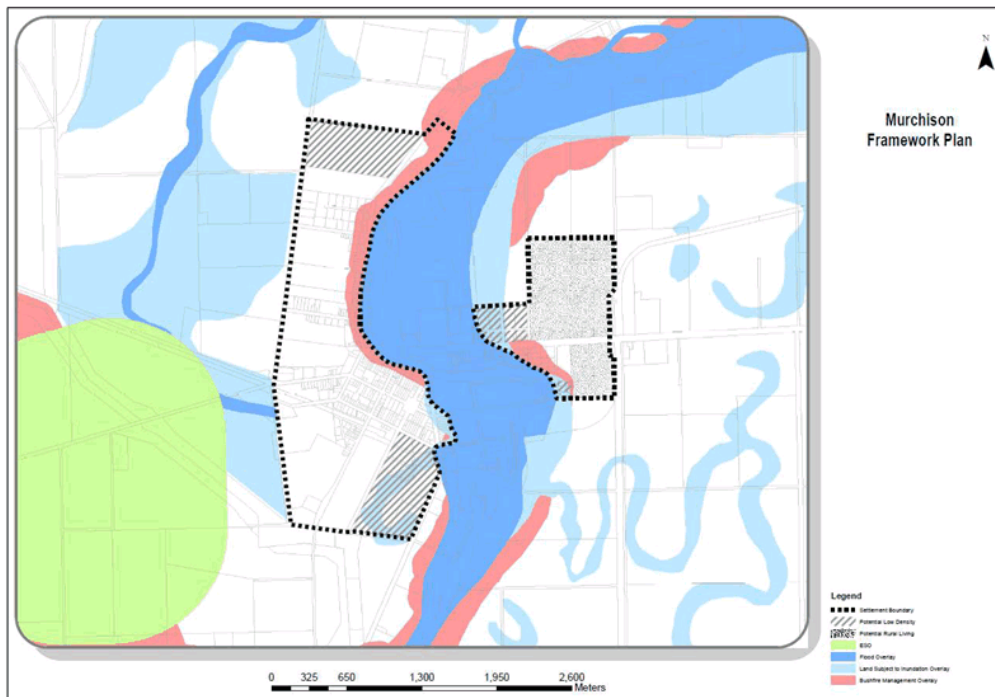 N
Murchison
Framework Plan
Legend
Settlement Boundary
Potential Low Density
Potential Rural Living
ESO
Flood Overlay
Land Subject to Inundation Overlay
Bushfire Management Overlay
0 325 650 1,300 1,950 2,600
Meters